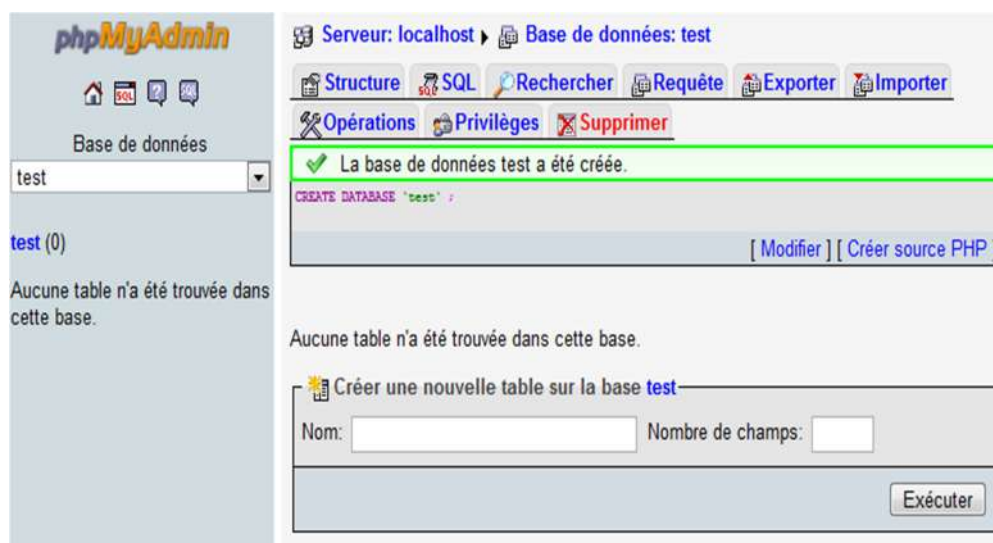 phpMyAdmin
SQL
SQL
Base de données
test
test (0)
Aucune table n'a été trouvée dans
cette base.
Serveur: localhost Base de données: test
Structure SQL Rechercher Requête Exporter Importer
Opérations Privilèges Supprimer
La base de données test a été créée.
CREATE DATABASE `test` ;
[ Modifier ] [ Créer source PHP ]
Aucune table n'a été trouvée dans cette base.
Créer une nouvelle table sur la base test
Nom: Nombre de champs:
Exécuter